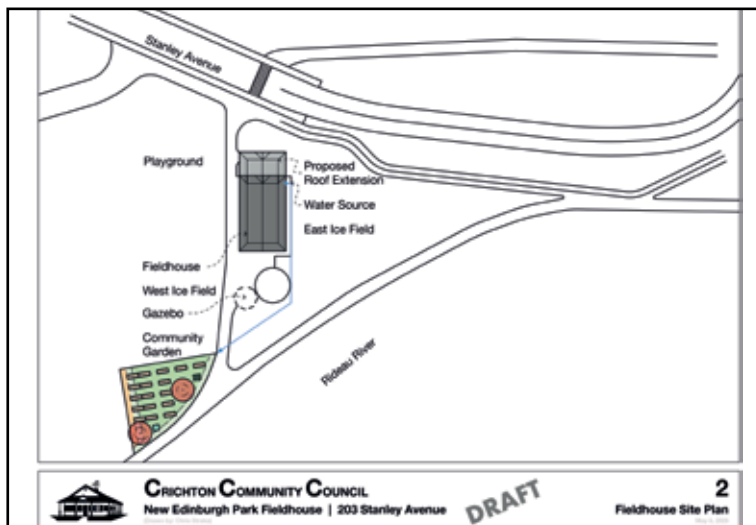 Stanley Avenue
Playground
Proposed
Roof Extension
Water Source
East Ice Field
Fieldhouse
West Ice Field
Gazebo
Community
Garden
Rideau River
CRICHTON COMMUNITY COUNCIL
New Edinburgh Park Fieldhouse | 203 Stanley Avenue
DRAFT
2
Fieldhouse Site Plan